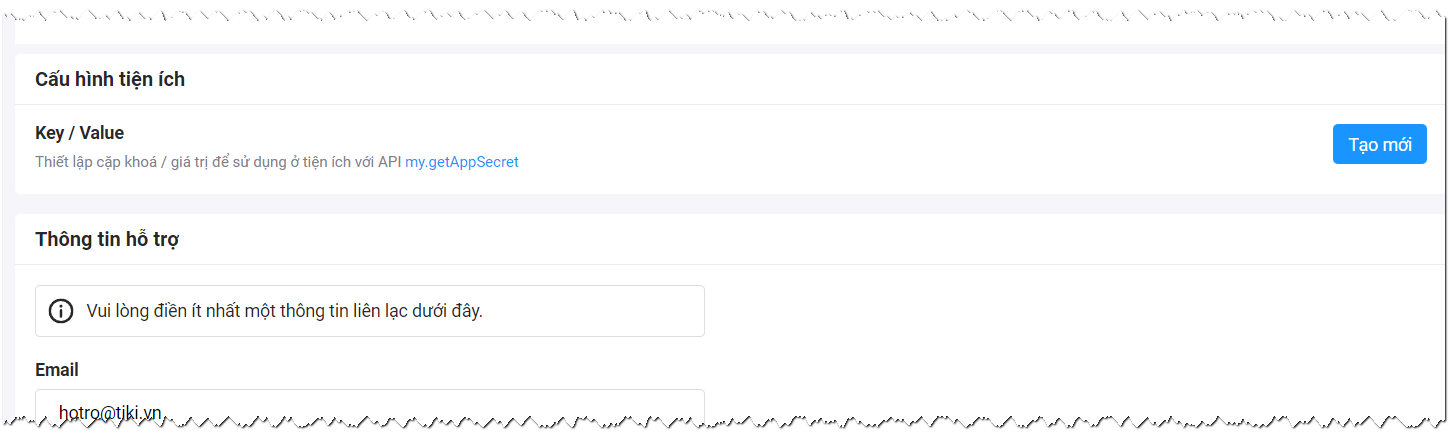 Cấu hình tiện ích
Key / Value
Thiết lập cặp khoá / giá trị để sử dụng ở tiện ích với API my.getAppSecret
Tạo mới
Thông tin hỗ trợ
Vui lòng điền ít nhất một thông tin liên lạc dưới đây.
Email
hotro@tiki.vn